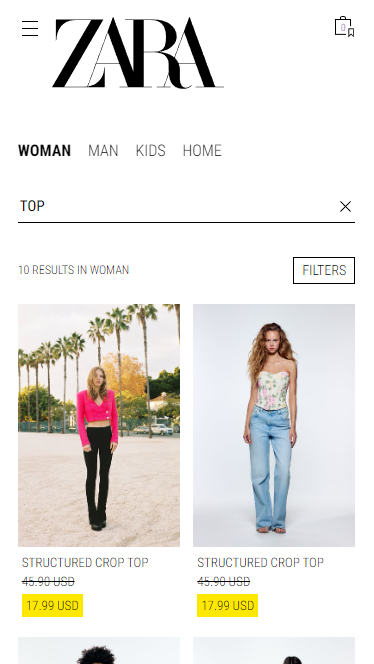 ZARA
0
WOMAN MAN KIDS HOME
TOP
10 RESULTS IN WOMAN
FILTERS
STRUCTURED CROP TOP
45.90 USD
17.99 USD
STRUCTURED CROP TOP
45.90 USD
17.99 USD